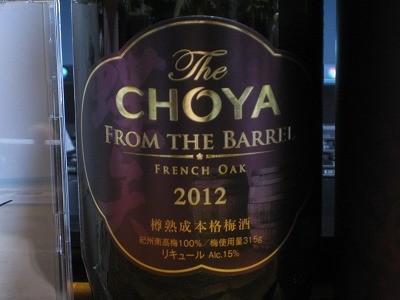 The
CHOYA
FROM THE BARREL
FRENCH OAK
2012
樽熟成本格梅酒
紀州南高梅100%／梅使用量315g
リキュール Alc.15%